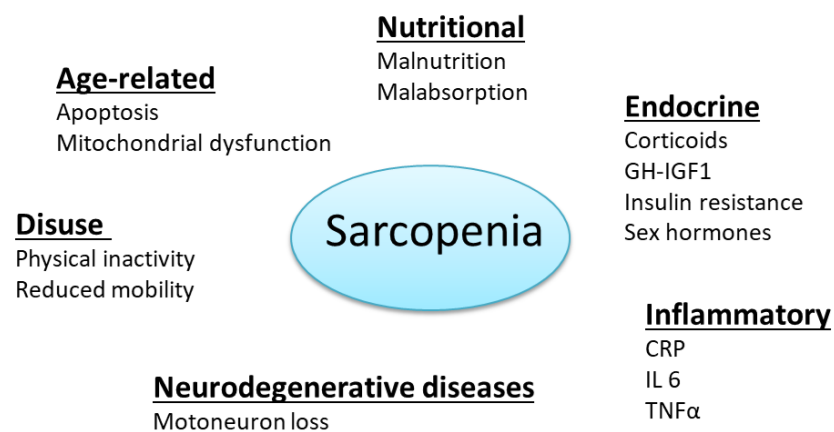 Nutritional
Malnutrition
Malabsorption
Age-related
Apoptosis
Mitochondrial dysfunction
Endocrine
Corticoids
GH-IGF1
Insulin resistance
Sex hormones
Sarcopenia
Disuse
Physical inactivity
Reduced mobility
Inflammatory
CRP
IL 6
TNFα
Neurodegenerative diseases
Motoneuron loss